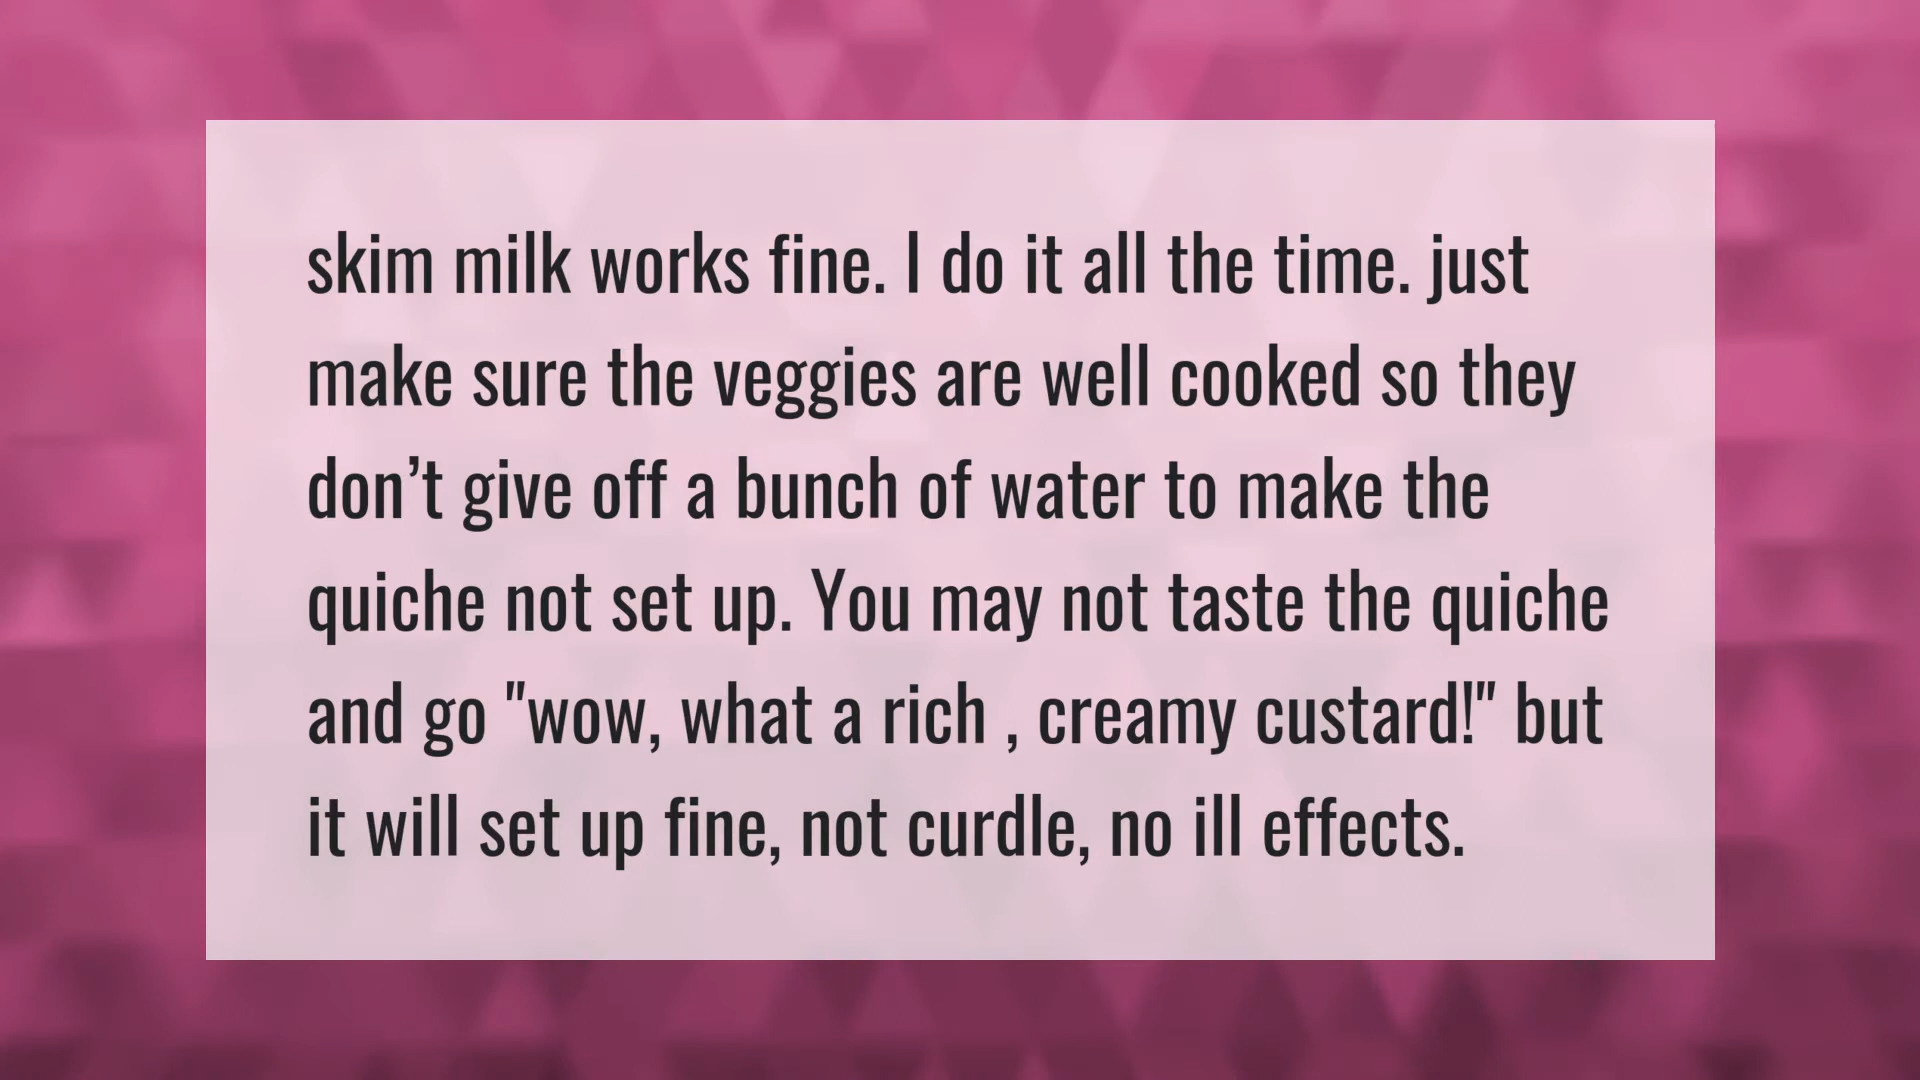 skim milk works fine. I do it all the time. just
make sure the veggies are well cooked so they
don’t give off a bunch of water to make the
quiche not set up. You may not taste the quiche
and go "wow, what a rich , creamy custard!" but
it will set up fine, not curdle, no ill effects.